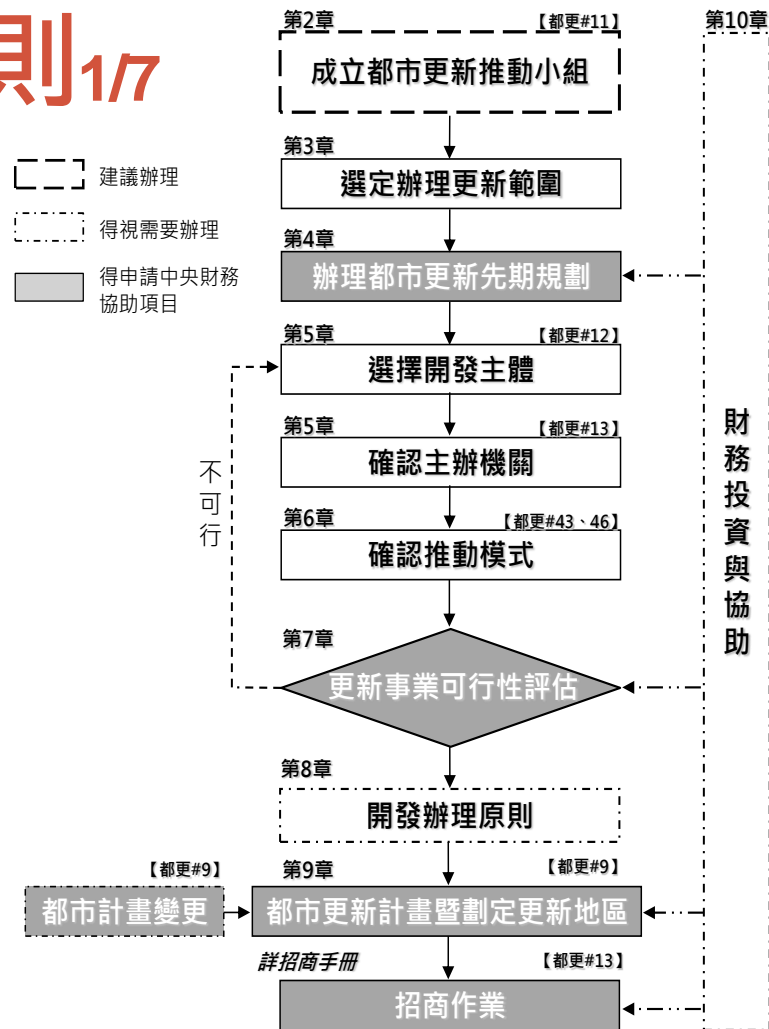 則1/7
建議辦理
得視需要辦理
得申請中央財務
協助項目
第2章
【都更#11】
成立都市更新推動小組
第3章
選定辦理更新範圍
第4章
辦理都市更新先期規劃
第5章
【都更#12】
選擇開發主體
第5章
【都更#13】
確認主辦機關
第6章
【都更#43、46】
確認推動模式
不可行
第7章
更新事業可行性評估
第8章
開發辦理原則
【都更#9】
都市計畫變更
第9章
【都更#9】
都市更新計畫暨劃定更新地區
詳招商手冊
【都更#13】
招商作業
第10章
財務投資與協助